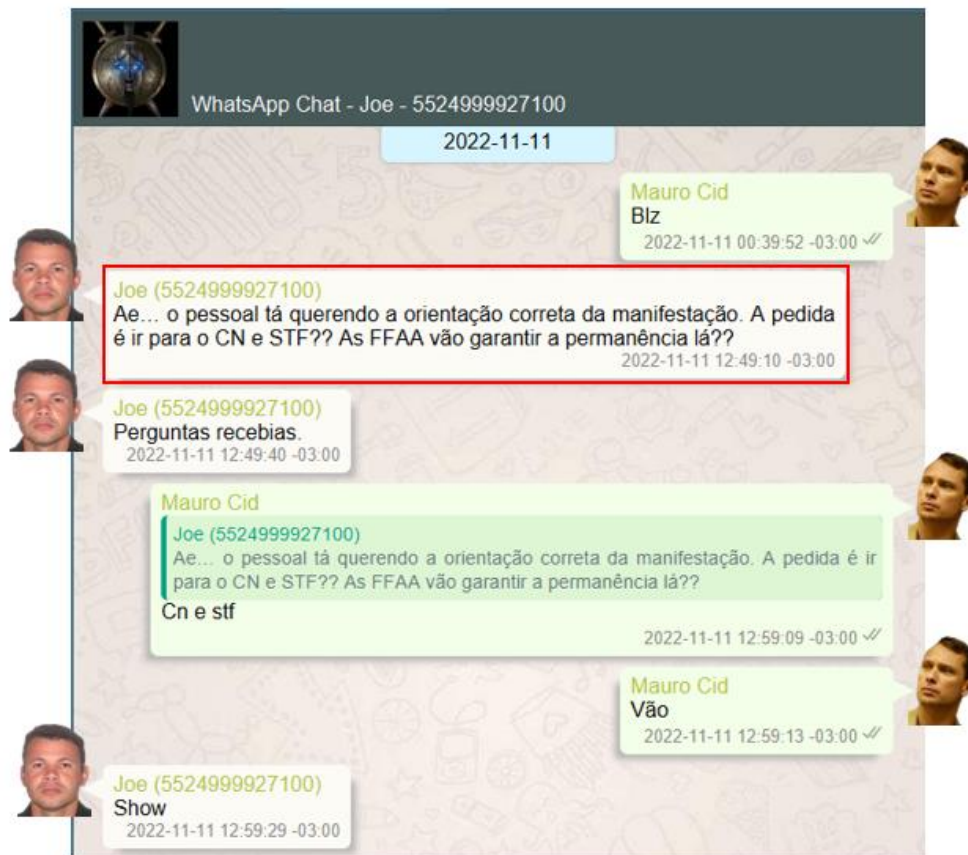 WhatsApp Chat - Joe - 5524999927100
2022-11-11
Mauro Cid
Blz
2022-11-11 00:39:52 -03:00
Joe (5524999927100)
Ae... o pessoal tá querendo a orientação correta da manifestação. A pedida
é ir para o CN e STF?? As FFAA vão garantir a permanência lá??
2022-11-11 12:49:10 -03:00
Joe (5524999927100)
Perguntas recebias.
2022-11-11 12:49:40 -03:00
Mauro Cid
Joe (5524999927100)
Ae... o pessoal tá querendo a orientação correta da manifestação. A pedida é ir
para o CN e STF?? As FFAA vão garantir a permanência lá??
Cn e stf
2022-11-11 12:59:09 -03:00
Mauro Cid
Vão
2022-11-11 12:59:13 -03:00
Joe (5524999927100)
Show
2022-11-11 12:59:29 -03:00